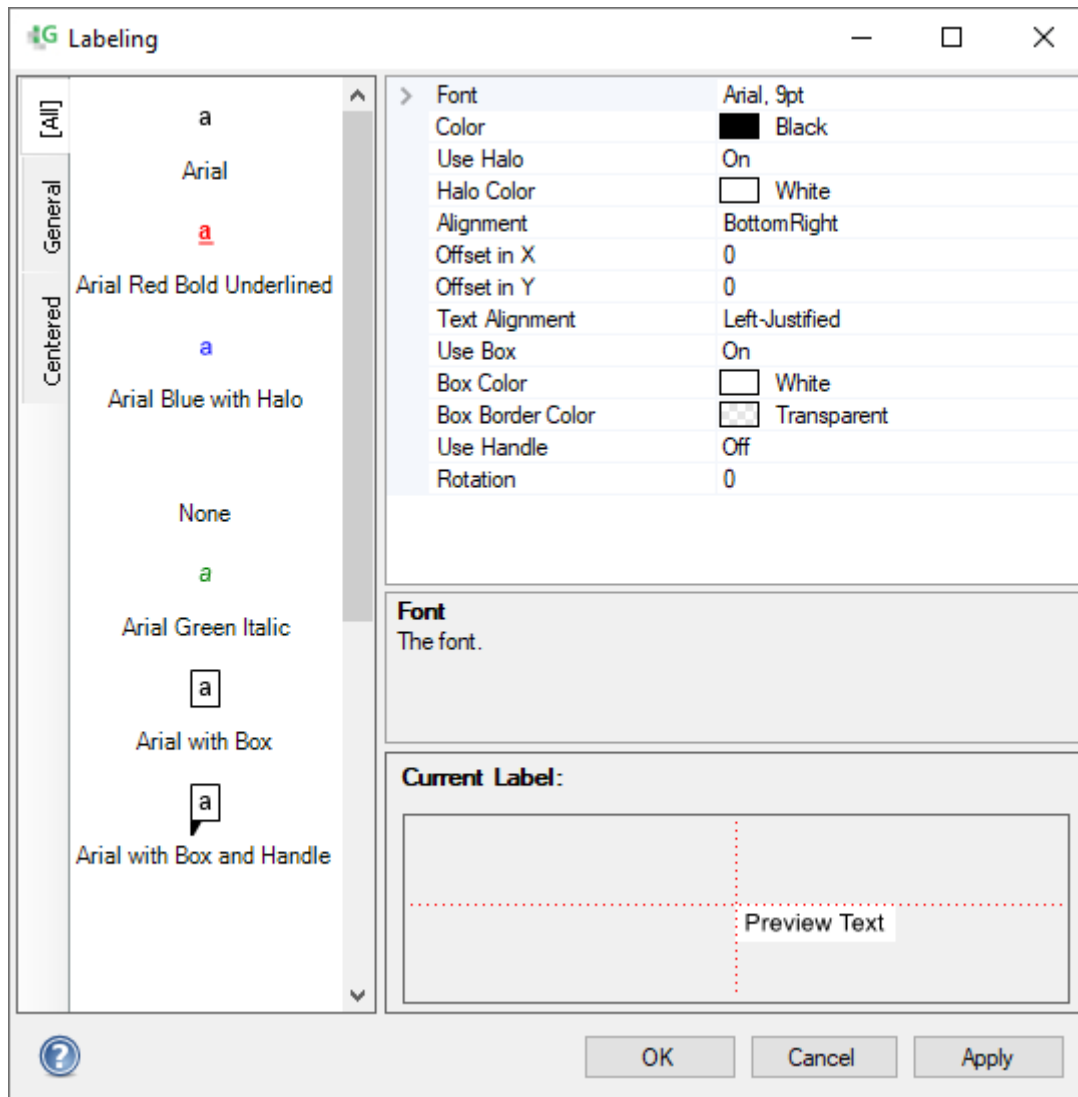 Labeling
[All]
General
Centered
a
Arial
a
Arial Red Bold Underlined
a
Arial Blue with Halo
None
a
Arial Green Italic
a
Arial with Box
a
Arial with Box and Handle
Font Arial, 9pt
Color Black
Use Halo On
Halo Color White
Alignment BottomRight
Offset in X 0
Offset in Y 0
Text Alignment Left-Justified
Use Box On
Box Color White
Box Border Color Transparent
Use Handle Off
Rotation 0
Font
The font.
Current Label:
Preview Text
OK Cancel Apply